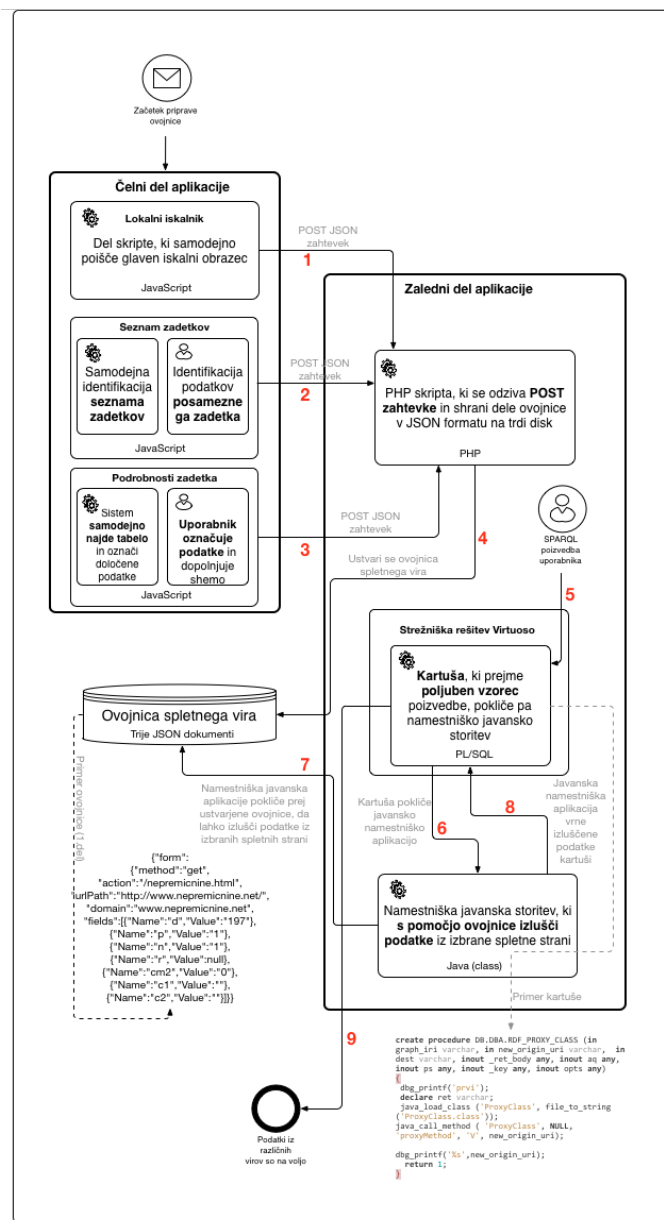 Začetek priprave
ovojnice
Čelni del aplikacije
Lokalni iskalnik
Del skripte, ki samodejno
poišče glaven iskalni obrazec
JavaScript
POST JSON
zahtevek
1
Zaledni del aplikacije
Seznam zadetkov
Samodejna
identifikacija
seznama
zadetkov
Identifikacija
podatkov
posamezne
ga zadetka
JavaScript
POST JSON
zahtevek
2
PHP skripta, ki se odziva POST
zahtevke in shrani dele ovojnice
v JSON formatu na trdi disk
PHP
Podrobnosti zadetka
Sistem
samodejno
najde tabelo
in označi
določene
podatke
Uporabnik
označuje
podatke in
dopolnjuje
shemo
JavaScript
POST JSON
zahtevek
3
4
Ustvari se ovojnica
spletnega vira
SPARQL
poizvedba
uporabnika
5
Strežniška rešitev Virtuoso
Kartuša, ki prejme
poljuben vzorec
poizvedbe, pokliče pa
namestniško javansko
storitev
PL/SQL
Ovojnica spletnega vira
Trije JSON dokumenti
7
Namestniška javanska
aplikacije pokliče prej
ustvarjene ovojnice, da
lahko izlušči podatke iz
izbranih spletnih strani
Kartuša pokliče
javansko
namestniško
aplikacijo
6
8
Javanska
namestniška
aplikacija
vrne
izluščene
podatke
kartuši
Primer ovojnice (1.del)
{"form":
{"method":"get",
"action":"/nepremicnine.html",
"urlPath":"http://www.nepremicnine.net/",
"domain":"www.nepremicnine.net",
"fields":[{"Name":"d","Value":"197"},
{"Name":"p","Value":"1"},
{"Name":"n","Value":"1"},
{"Name":"r","Value":null},
{"Name":"cm2","Value":"0"},
{"Name":"c1","Value":""},
{"Name":"c2","Value":""}]}}
Namestniška javanska storitev, ki
s pomočjo ovojnice izlušči
podatke iz izbrane spletne strani
Java (class)
Primer kartuše
9
Podatki iz
različnih
virov so na voljo
create procedure DB.DBA.RDF_PROXY_CLASS (in
graph_iri varchar, in new_origin_uri varchar, in
dest varchar, inout _ret_body any, inout aq any,
inout ps any, inout _key any, inout opts any)
{
dbg_printf('prvi');
declare ret varchar;
java_load_class ('ProxyClass', file_to_string
('ProxyClass.class'));
java_call_method ( 'ProxyClass', NULL,
'proxyMethod', 'V', new_origin_uri);
dbg_printf('%s',new_origin_uri);
return 1;
}